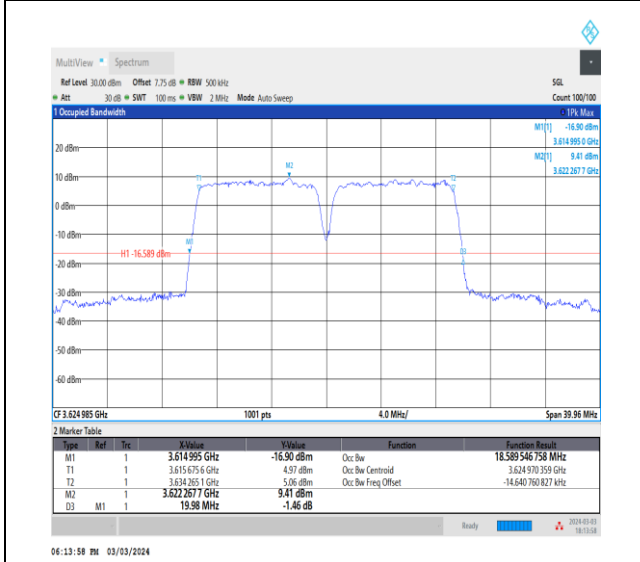 MultiView Spectrum
Ref Level 30.00 dBm Offset 7.75 dB RBW 500 kHz SGL
Att 30 dB SWT 100 ms VBW 2 MHz Mode Auto Sweep Count 100/100
1 Occupied Bandwidth 1Pk Max
M1[1] -16.90 dBm
3.614 995 0 GHz
M2[1] 9.41 dBm
3.622 267 7 GHz
20 dBm
M2
T1 T2
10 dBm
0 dBm
-10 dBm
M1
H1 -16.589 dBm
D3
-20 dBm
-30 dBm
-40 dBm
-50 dBm
-60 dBm
CF 3.624 985 GHz 1001 pts 4.0 MHz/ Span 39.96 MHz
2 Marker Table
Type Ref Trc X-Value Y-Value Function Function Result
M1 1 3.614 995 GHz -16.90 dBm Occ Bw 18.589 546 758 MHz
T1 1 3.615 675 6 GHz 4.97 dBm Occ Bw Centroid 3.624 970 359 GHz
T2 1 3.634 265 1 GHz 5.06 dBm Occ Bw Freq Offset -14.640 760 827 kHz
M2 1 3.622 267 7 GHz 9.41 dBm
D3 M1 1 19.98 MHz -1.46 dB
Ready 2024-03-03
18:13:58
06:13:58 PM 03/03/2024